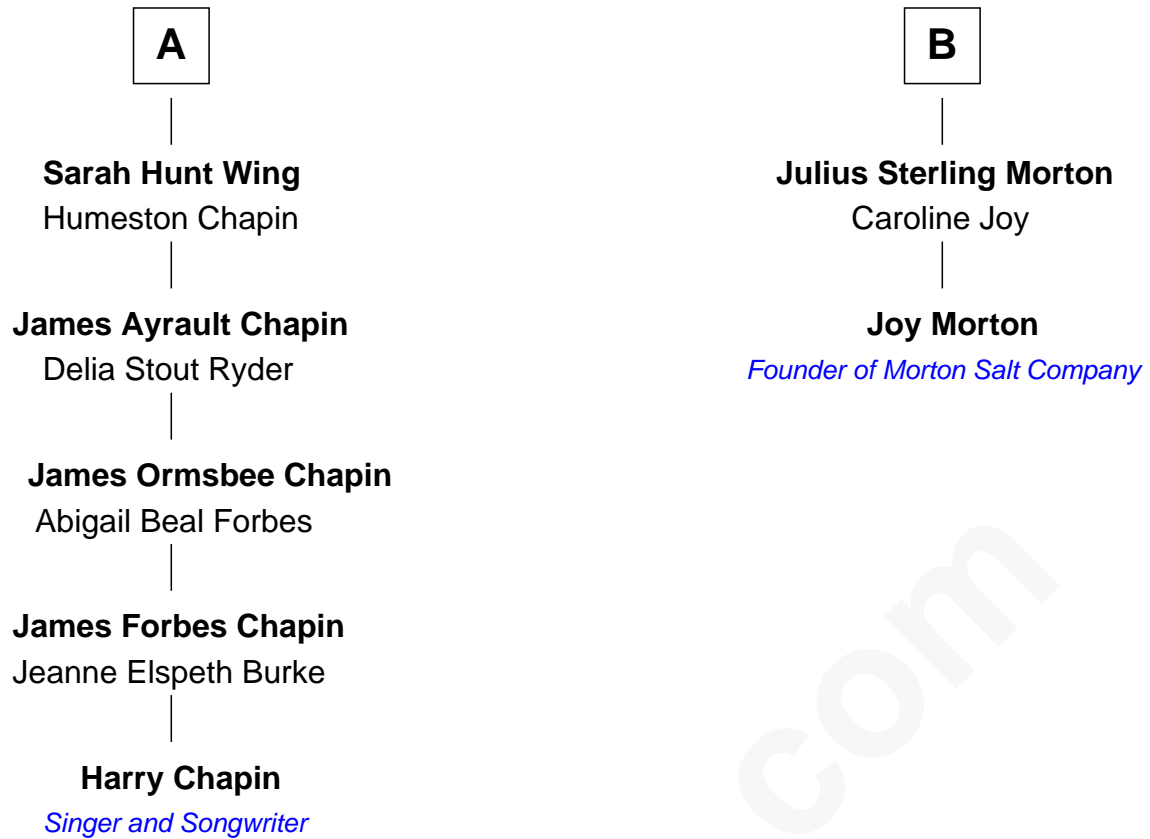 A
Sarah Hunt Wing
Humeston Chapin
James Ayrault Chapin
Delia Stout Ryder
James Ormsbee Chapin
Abigail Beal Forbes
James Forbes Chapin
Jeanne Elspeth Burke
Harry Chapin
Singer and Songwriter
B
Julius Sterling Morton
Caroline Joy
Joy Morton
Founder of Morton Salt Company
com